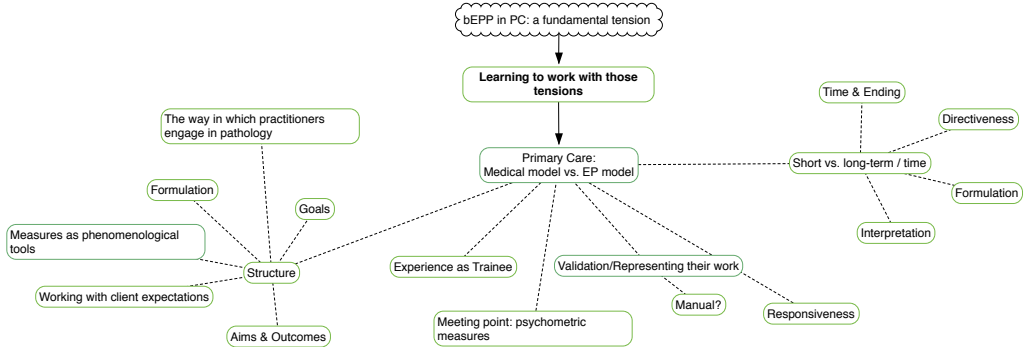 bEPP in PC: a fundamental tension
Learning to work with those
tensions
Time & Ending
The way in which practitioners
engage in pathology
Directiveness
Primary Care:
Medical model vs. EP model
Short vs. long-term / time
Formulation
Formulation
Goals
Measures as phenomenological
tools
Interpretation
Structure
Experience as Trainee
Validation/Representing their work
Working with client expectations
Manual?
Responsiveness
Meeting point: psychometric
measures
Aims & Outcomes